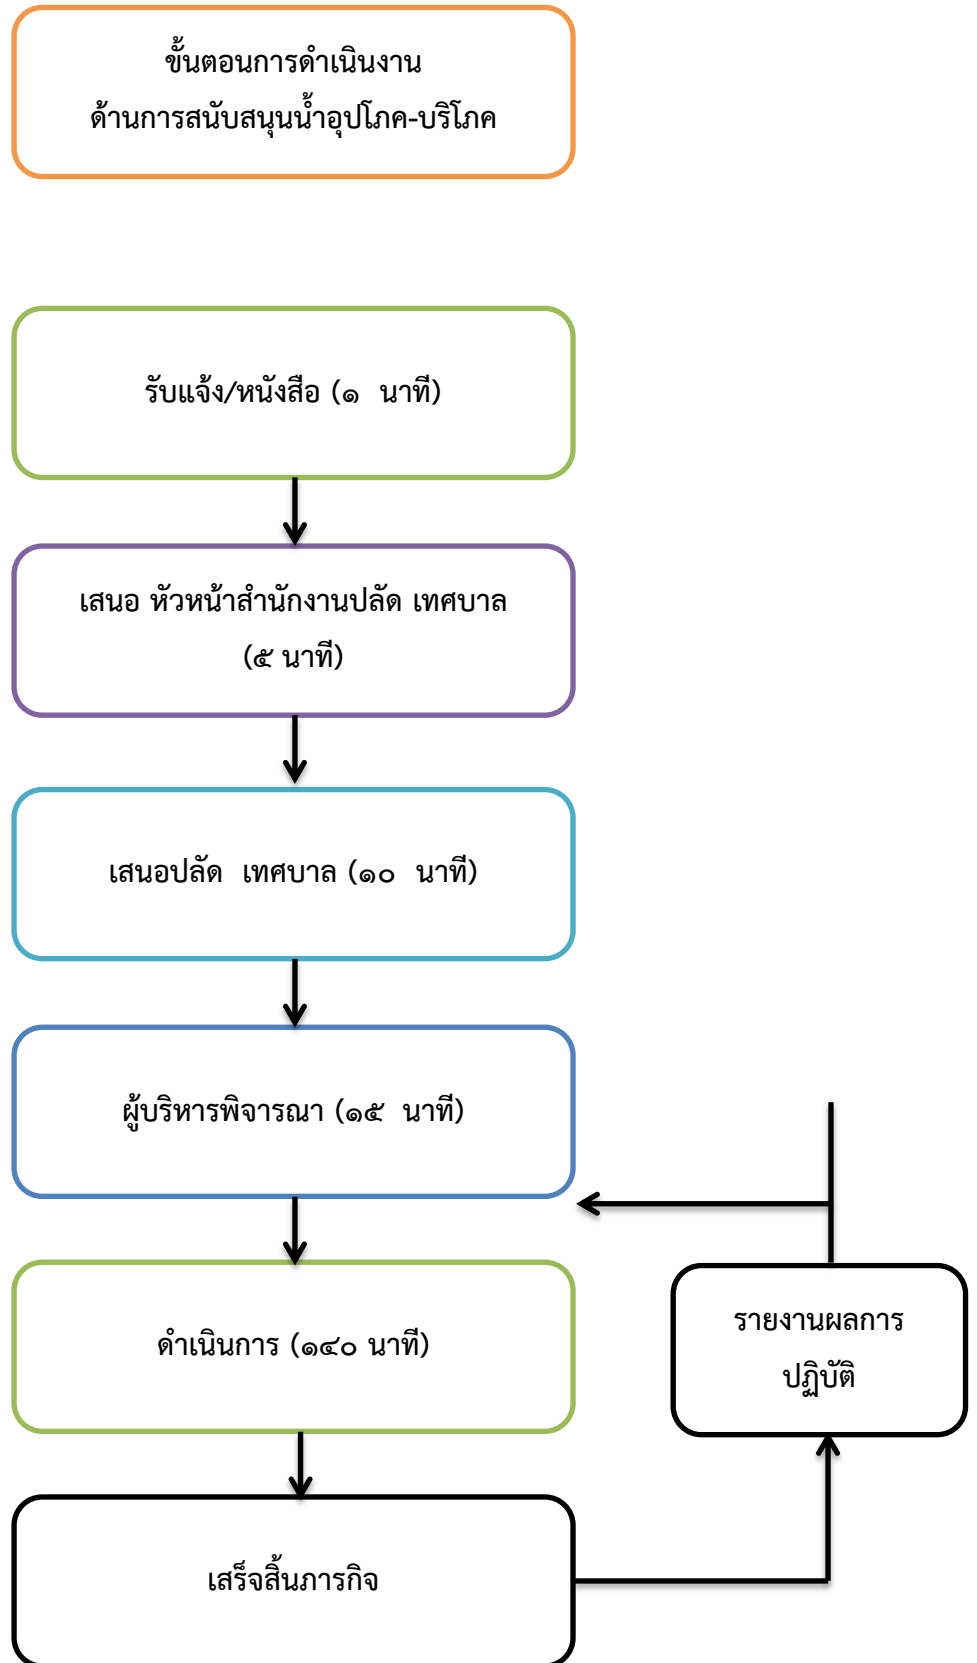 ขั้นตอนการดำเนินงาน
ด้านการสนับสนุนน้ำอุปโภค-บริโภค
รับแจ้ง/หนังสือ (๑ นาที)
เสนอ หัวหน้าสำนักงานปลัด เทศบาล
(๕ นาที)
เสนอปลัด เทศบาล (๑๐ นาที)
ผู้บริหารพิจารณา (๑๕ นาที)
ดำเนินการ (๑๔๐ นาที)
รายงานผลการ
ปฏิบัติ
เสร็จสิ้นภารกิจ